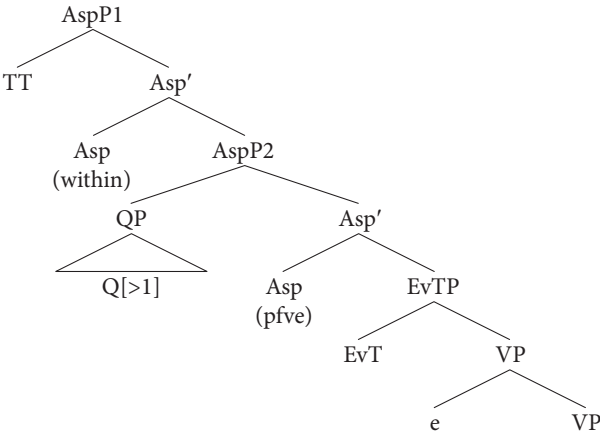 AspP1
TT Asp′
Asp AspP2
(within)
QP Asp′
Q[>1] Asp EvTP
(pfve)
EvT VP
e VP